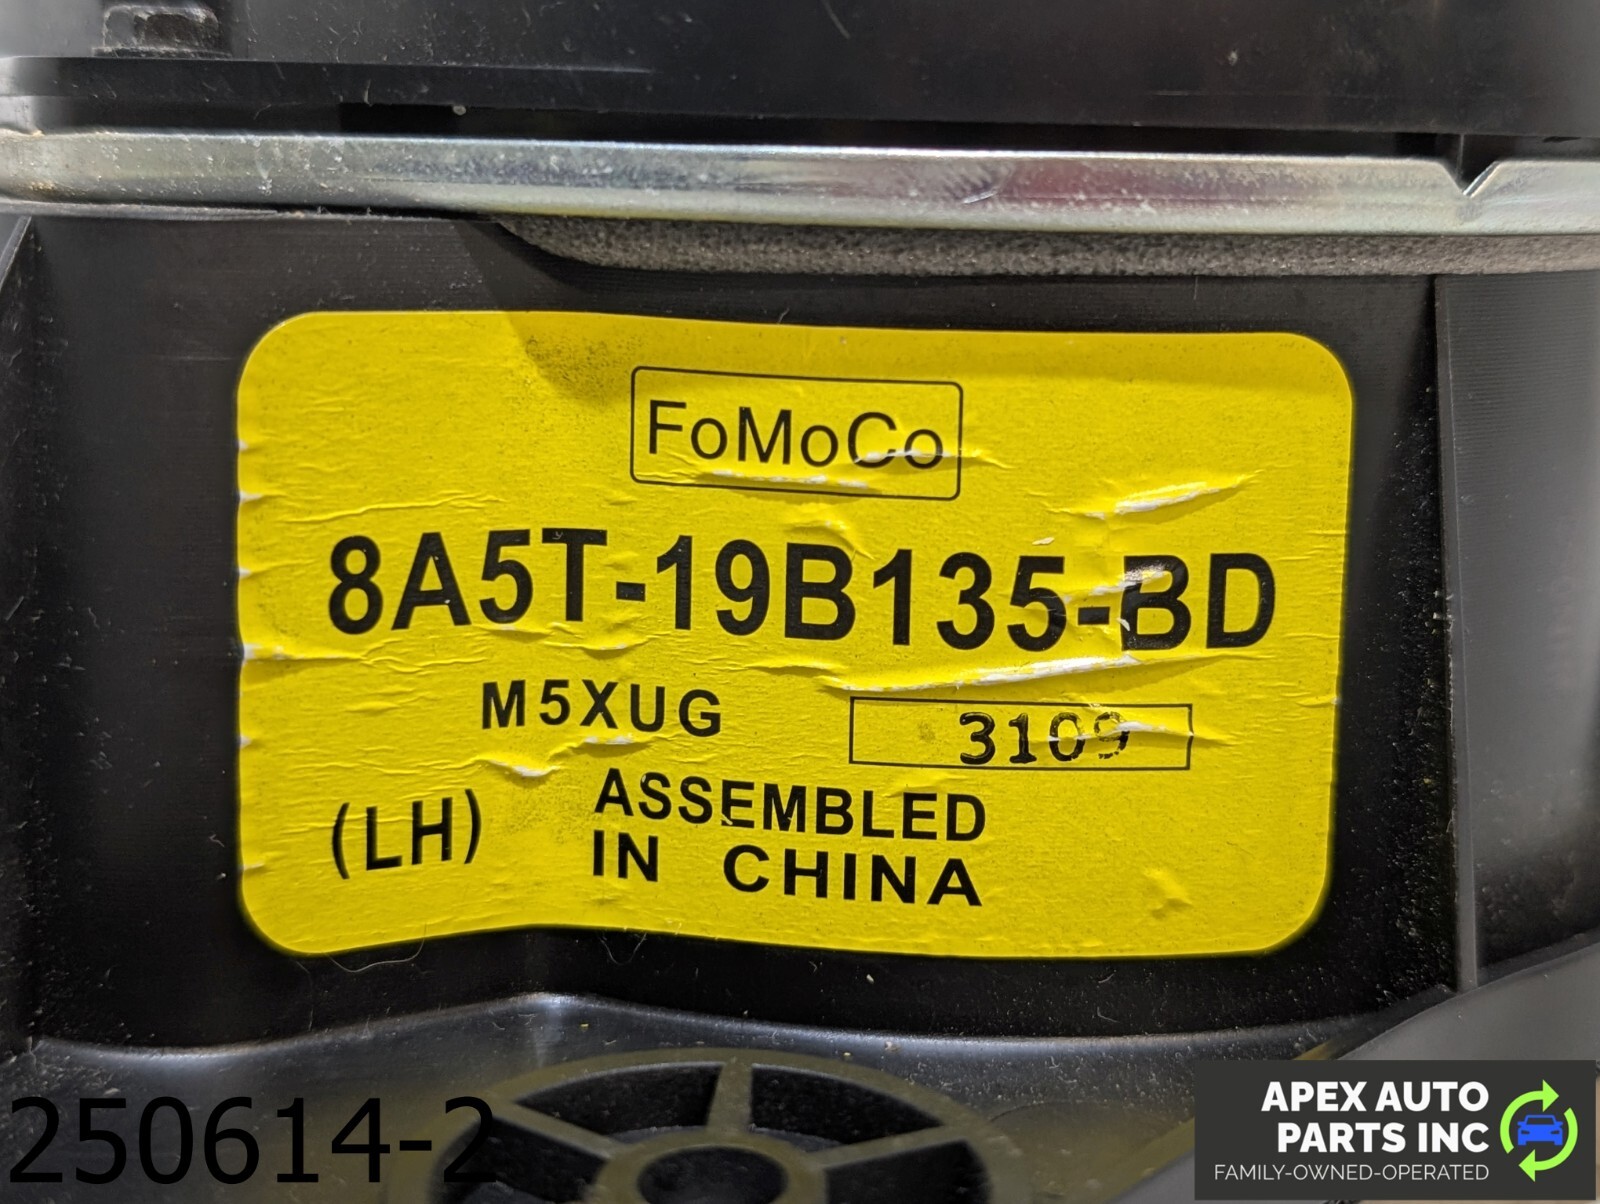 FoMoCo
8A5T-19B135-BD
M5XUG
3109
(LH)
ASSEMBLED
IN CHINA
250614-2
APEX AUTO
PARTS INC
FAMILY-OWNED-OPERATED